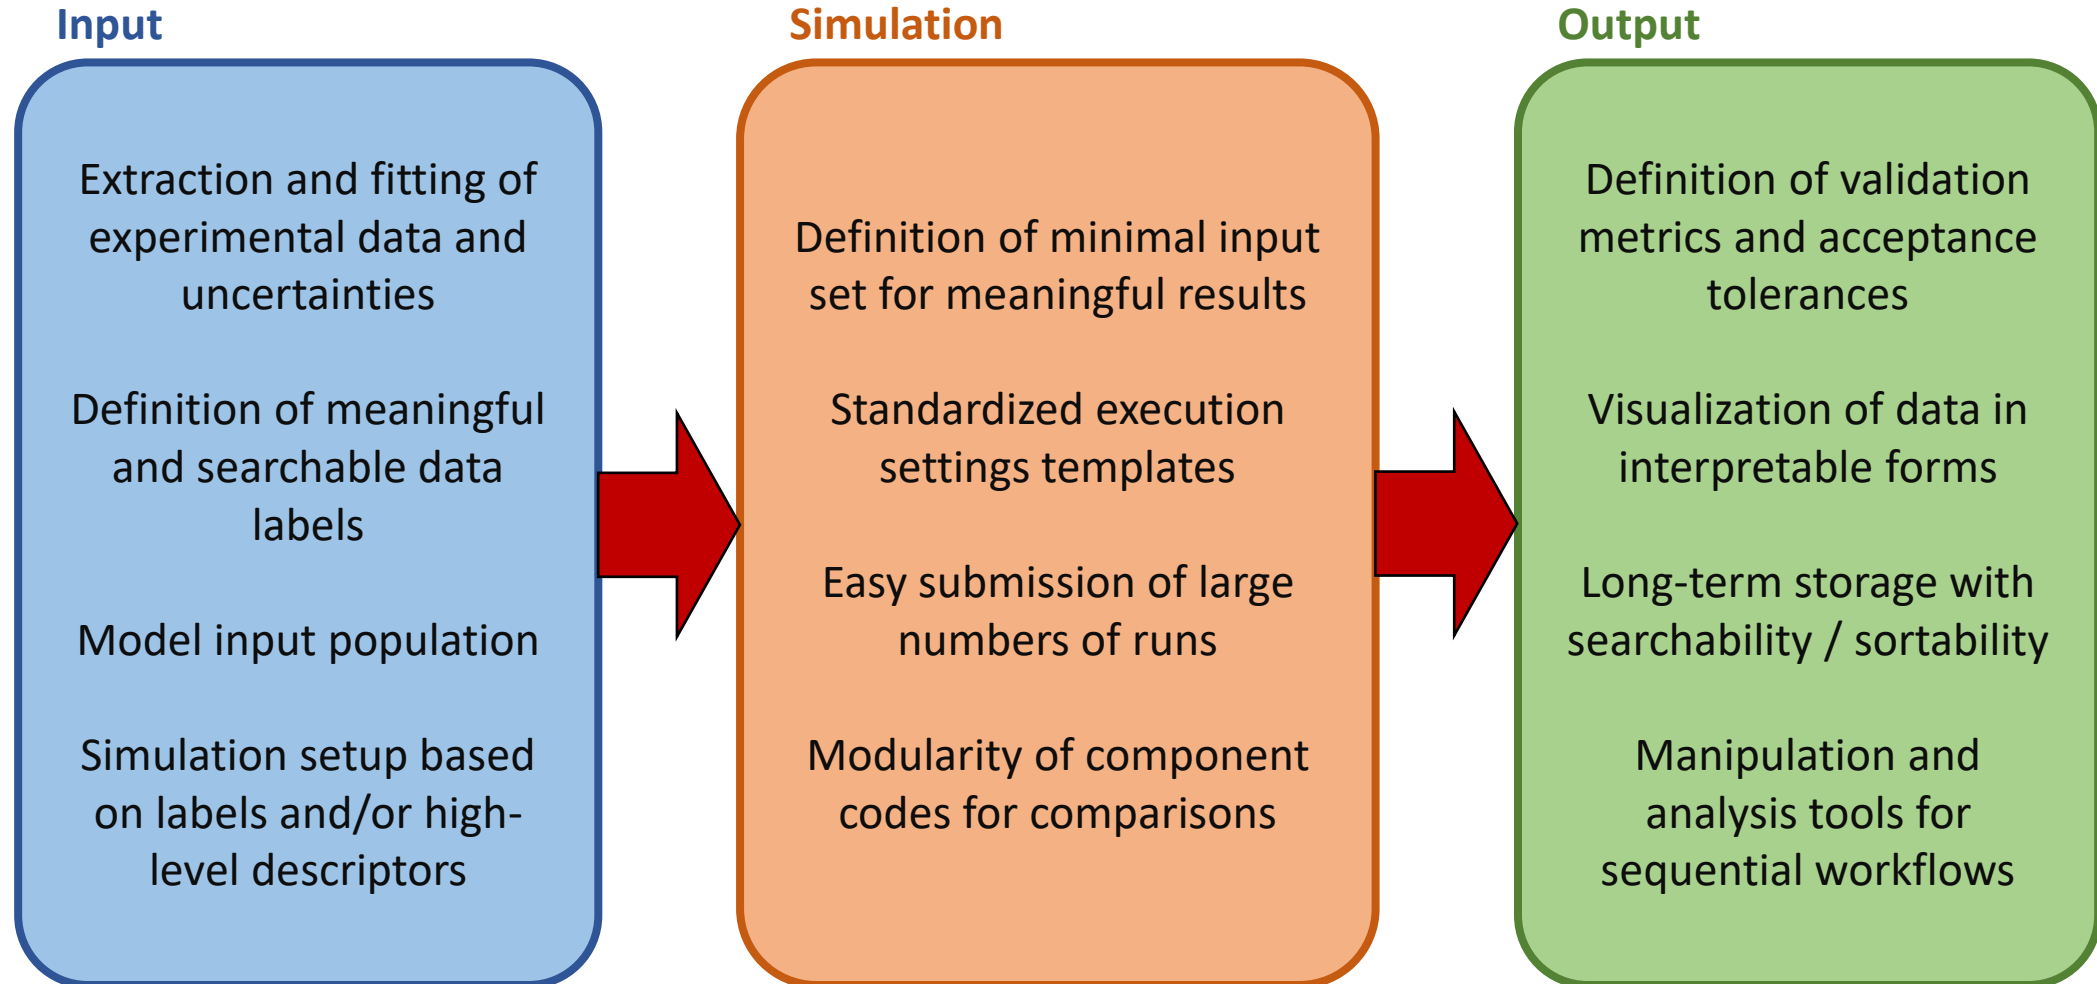 Input
Extraction and fitting of
experimental data and
uncertainties
Definition of meaningful
and searchable data
labels
Model input population
Simulation setup based
on labels and/or high-
level descriptors
Simulation
Definition of minimal input
set for meaningful results
Standardized execution
settings templates
Easy submission of large
numbers of runs
Modularity of component
codes for comparisons
Output
Definition of validation
metrics and acceptance
tolerances
Visualization of data in
interpretable forms
Long-term storage with
searchability / sortability
Manipulation and
analysis tools for
sequential workflows